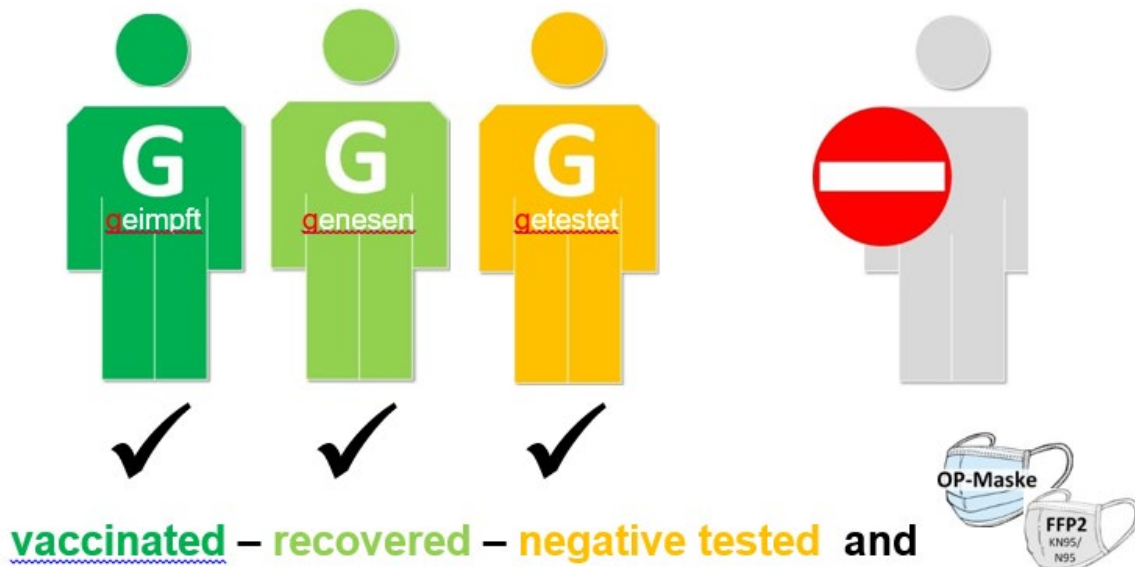 G G G
geimpft genesen getestet
OP-Maske
FFP2
KN95/
N95
vaccinated – recovered – negative tested and